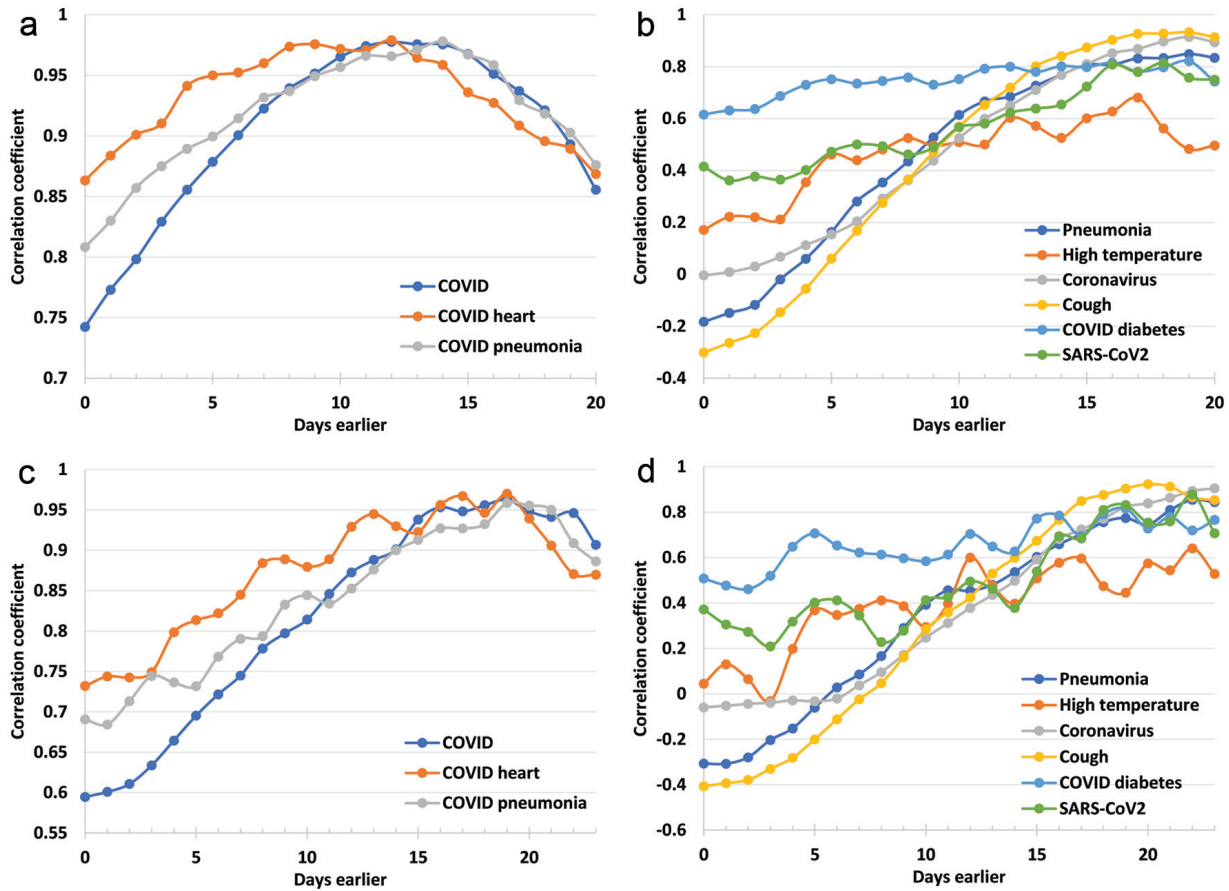 a
1
0.95
0.9
0.85
0.8
0.75
0.7
Correlation coefficient
COVID
COVID heart
COVID pneumonia
0 5 10 15 20
Days earlier
b
1
0.8
0.6
0.4
0.2
0
-0.2
-0.4
Correlation coefficient
Pneumonia
High temperature
Coronavirus
Cough
COVID diabetes
SARS-CoV2
0 5 10 15 20
Days earlier
c
1
0.95
0.9
0.85
0.8
0.75
0.7
0.65
0.6
0.55
Correlation coefficient
COVID
COVID heart
COVID pneumonia
0 5 10 15 20
Days earlier
d
1
0.8
0.6
0.4
0.2
0
-0.2
-0.4
-0.6
Correlation coefficient
Pneumonia
High temperature
Coronavirus
Cough
COVID diabetes
SARS-CoV2
0 5 10 15 20
Days earlier